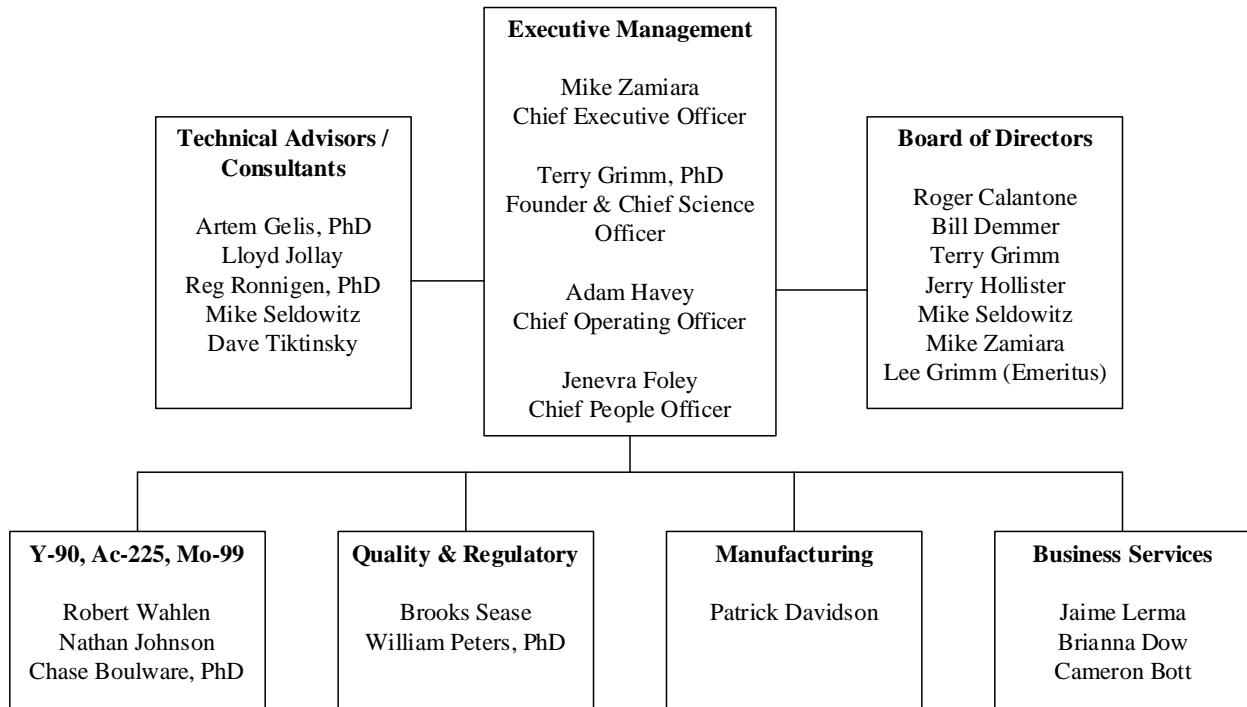 Executive Management
Mike Zamiara
Chief Executive Officer
Terry Grimm, PhD
Founder & Chief Science
Officer
Adam Havey
Chief Operating Officer
Jenevra Foley
Chief People Officer
Technical Advisors /
Consultants
Artem Gelis, PhD
Lloyd Jollay
Reg Ronnigen, PhD
Mike Seldowitz
Dave Tiktinsky
Board of Directors
Roger Calantone
Bill Demmer
Terry Grimm
Jerry Hollister
Mike Seldowitz
Mike Zamiara
Lee Grimm (Emeritus)
Y-90, Ac-225, Mo-99
Robert Wahlen
Nathan Johnson
Chase Boulware, PhD
Quality & Regulatory
Brooks Sease
William Peters, PhD
Manufacturing
Patrick Davidson
Business Services
Jaime Lerma
Brianna Dow
Cameron Bott